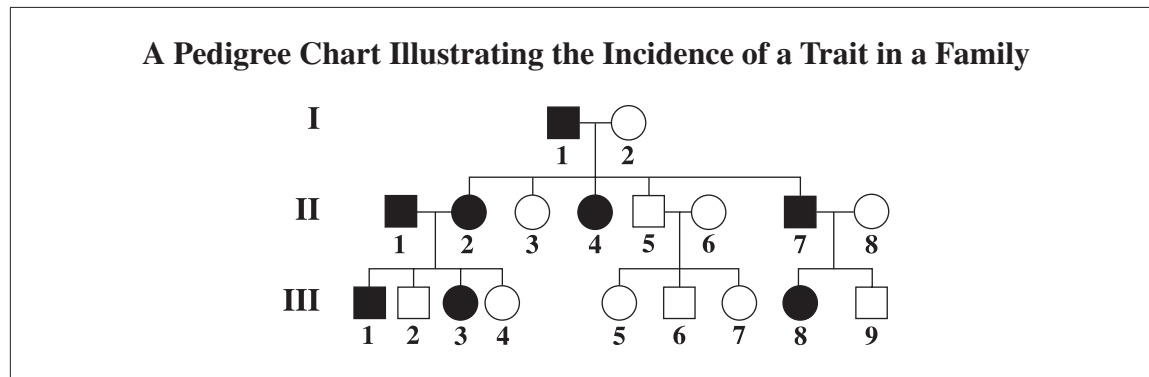 A Pedigree Chart Illustrating the Incidence of a Trait in a Family
I
1 2
II
1 2 3 4 5 6 7 8
III
1 2 3 4 5 6 7 8 9